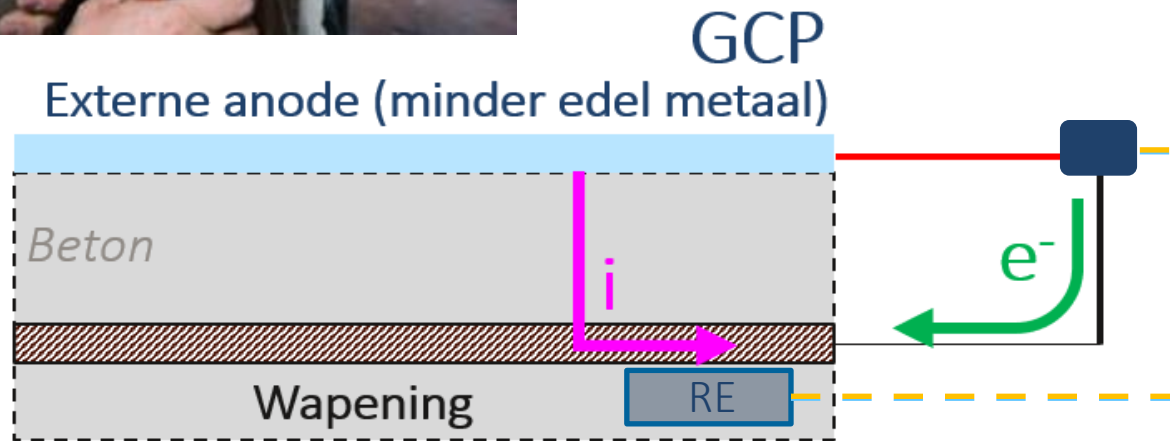 GCP
Externe anode (minder edel metaal)
Beton
i
e⁻
Wapening
RE